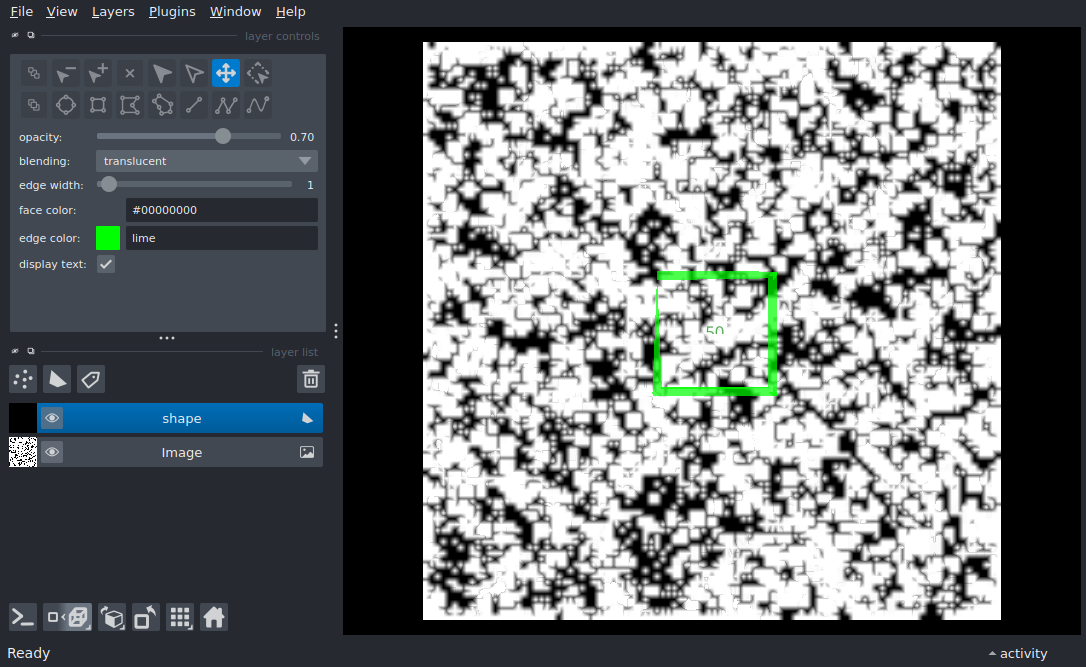 File View Layers Plugins Window Help
layer controls
opacity: 0.70
blending: translucent
edge width: 1
face color: #00000000
edge color: lime
display text:
layer list
shape
Image
50
Ready
activity